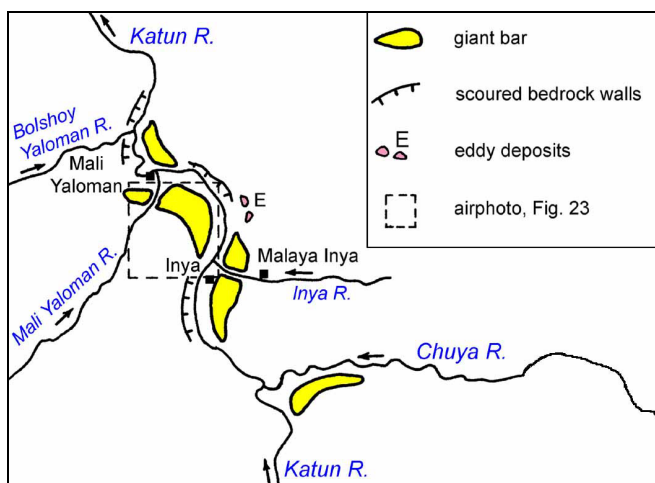 Katun R.
Bolshoy
Yaloman R.
Mali
Yaloman
E
Malaya Inya
Inya
Inya R.
Mali Yaloman R.
Chuya R.
Katun R.
giant bar
scoured bedrock walls
E
eddy deposits
airphoto, Fig. 23